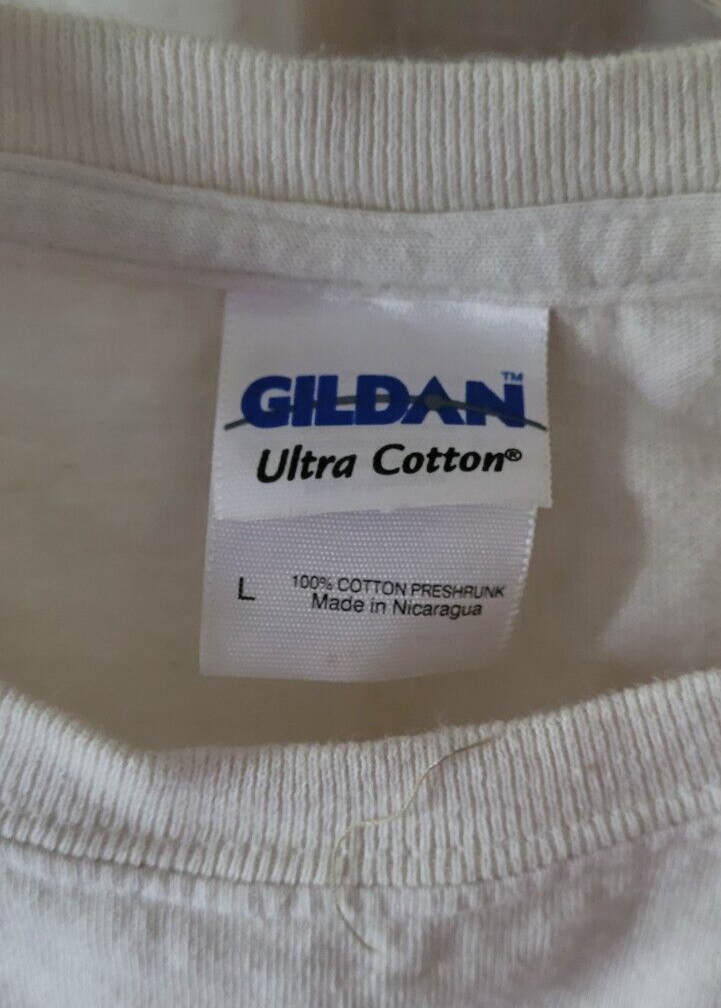 GILDAN™
Ultra Cotton®
L 100% COTTON PRESHRUNK
Made in Nicaragua